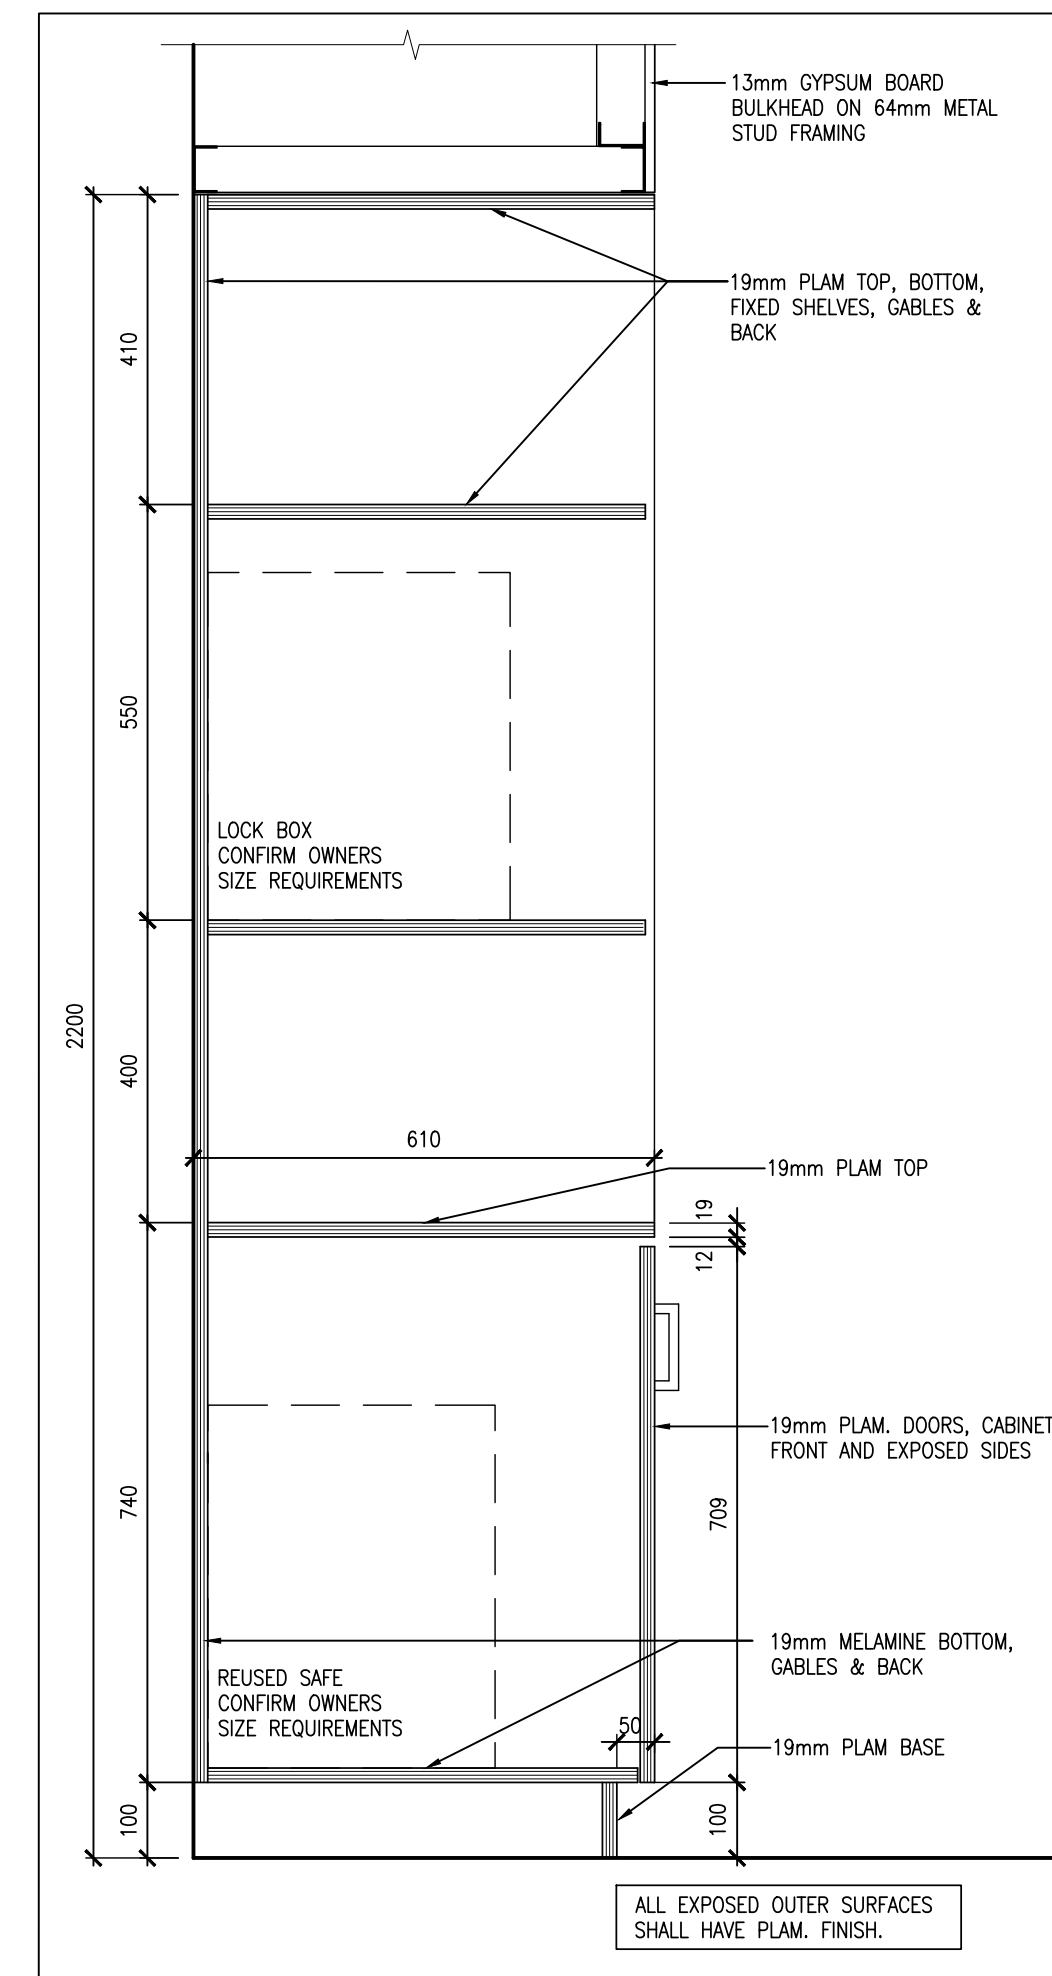 13mm GYPSUM BOARD
BULKHEAD ON 64mm METAL
STUD FRAMING
19mm PLAM TOP, BOTTOM,
FIXED SHELVES, GABLES &
BACK
410
550
LOCK BOX
CONFIRM OWNERS
SIZE REQUIREMENTS
2200
400
610
19mm PLAM TOP
19
12
19mm PLAM. DOORS, CABINET
FRONT AND EXPOSED SIDES
740
709
19mm MELAMINE BOTTOM,
GABLES & BACK
REUSED SAFE
CONFIRM OWNERS
SIZE REQUIREMENTS
50
19mm PLAM BASE
100
100
ALL EXPOSED OUTER SURFACES
SHALL HAVE PLAM. FINISH.